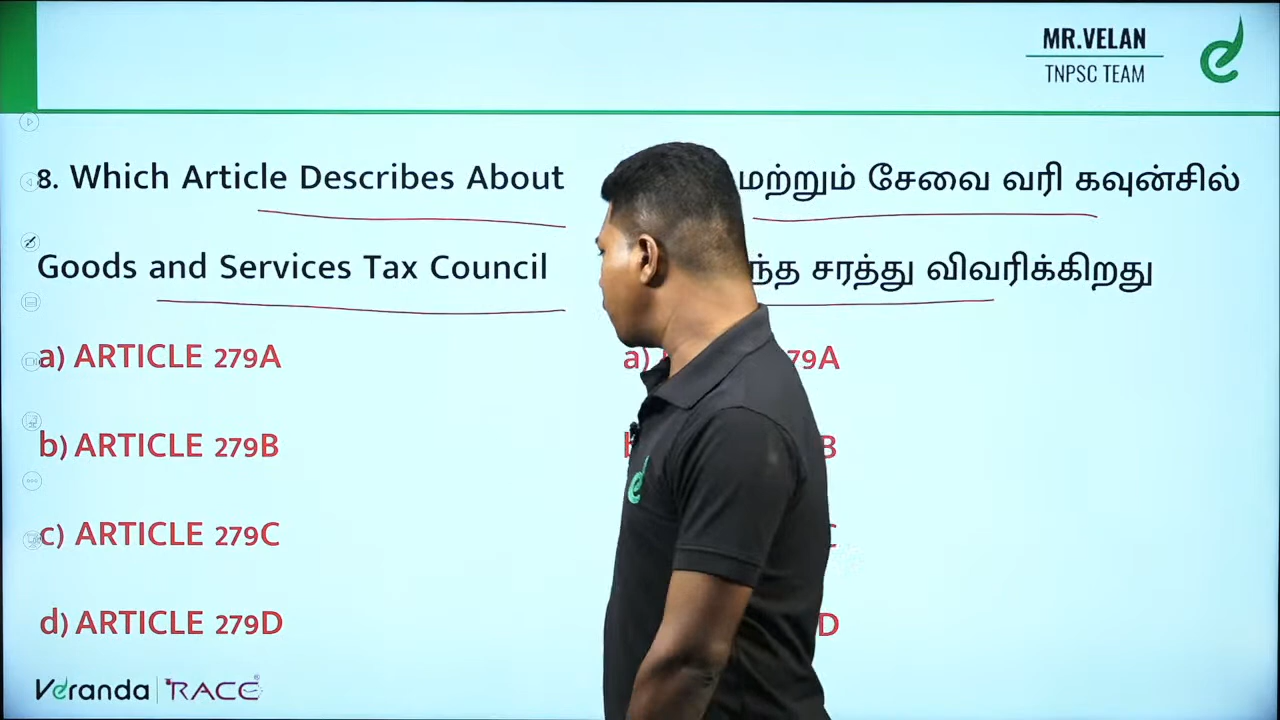 MR.VELAN
TNPSC TEAM
8. Which Article Describes About
Goods and Services Tax Council
a) ARTICLE 279A
b) ARTICLE 279B
c) ARTICLE 279C
d) ARTICLE 279D
மற்றும் சேவை வரி கவுன்சில்
சரத்து விவரிக்கிறது
a)
79A
B
C
D
Veranda RACE